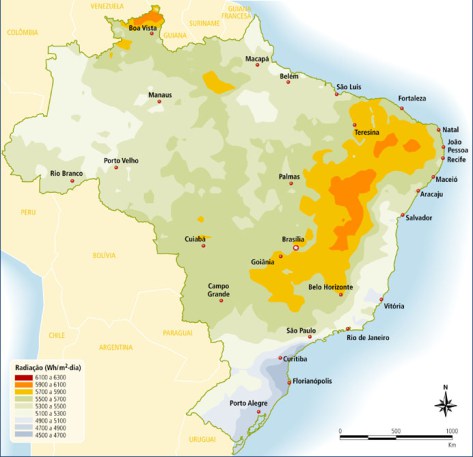 VENEZUELA
GUIANA
FRANCESA
SURINAME
COLÔMBIA
GUIANA
Boa Vista
Macapá
Belém
São Luís
Fortaleza
Manaus
Teresina
Natal
João
Pessoa
Recife
Porto Velho
Rio Branco
Palmas
Maceió
Aracaju
PERU
Salvador
Cuiabá
Brasília
BOLÍVIA
Goiânia
Campo
Grande
Belo Horizonte
Vitória
PARAGUAI
CHILE
ARGENTINA
São Paulo
Rio de Janeiro
Curitiba
Florianópolis
Porto Alegre
URUGUAI
Radiação (Wh/m²-dia)
6100 a 6300
5900 a 6100
5700 a 5900
5500 a 5700
5300 a 5500
5100 a 5300
4900 a 5100
4700 a 4900
4500 a 4700
N
0 500 1000
Km